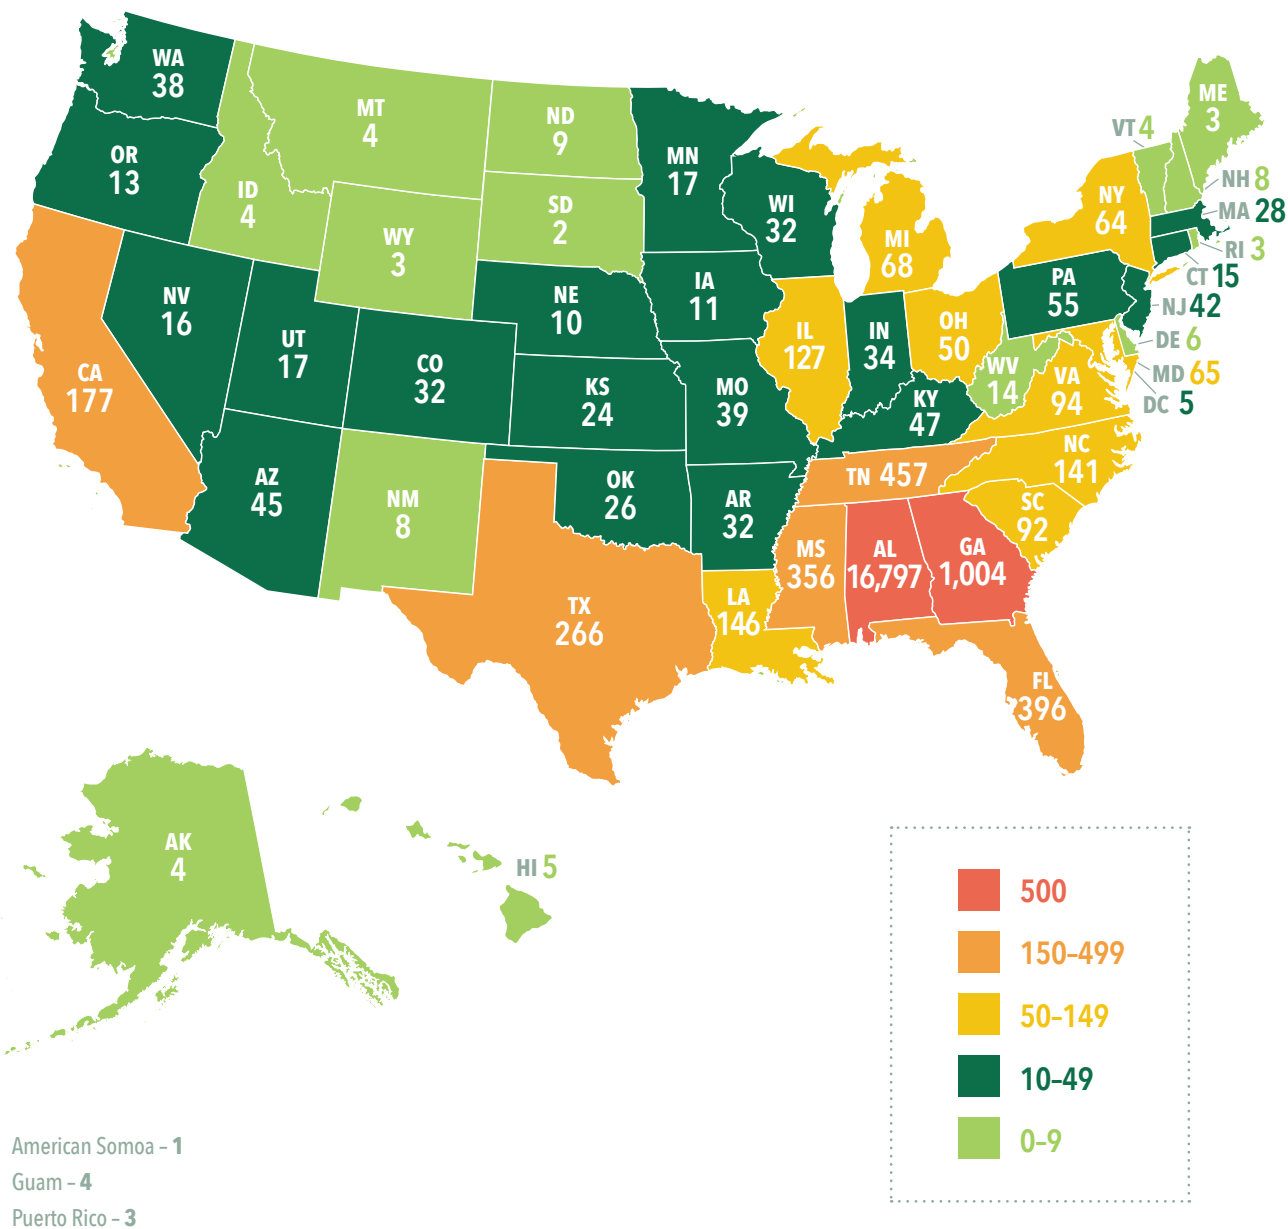 WA
38
OR
13
CA
177
NV
16
ID
4
MT
4
WY
3
UT
17
CO
32
AZ
45
NM
8
ND
9
SD
2
NE
10
KS
24
OK
26
TX
266
MN
17
IA
11
MO
39
AR
32
LA
146
WI
32
IL
127
MI
68
IN
34
OH
50
KY
47
TN 457
MS
356
AL
16,797
GA
1,004
FL
396
SC
92
NC
141
VA
94
WV
14
PA
55
NY
64
ME
3
VT 4
NH 8
MA 28
RI 3
CT 15
NJ 42
DE 6
MD 65
DC 5
AK
4
HI 5
500
150–499
50–149
10–49
0–9
American Somoa – 1
Guam – 4
Puerto Rico – 3